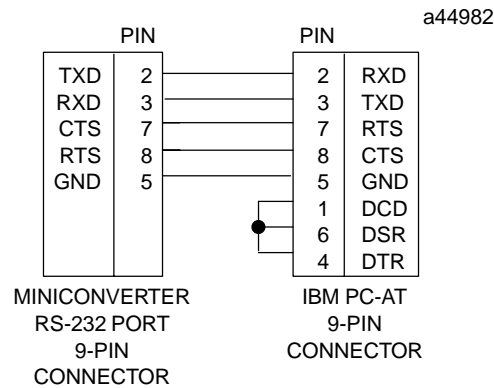 a44982
PIN PIN
TXD 2 2 RXD
RXD 3 3 TXD
CTS 7 7 RTS
RTS 8 8 CTS
GND 5 5 GND
1 DCD
6 DSR
4 DTR
MINICONVERTER
RS-232 PORT
9-PIN
CONNECTOR
IBM PC-AT
9-PIN
CONNECTOR